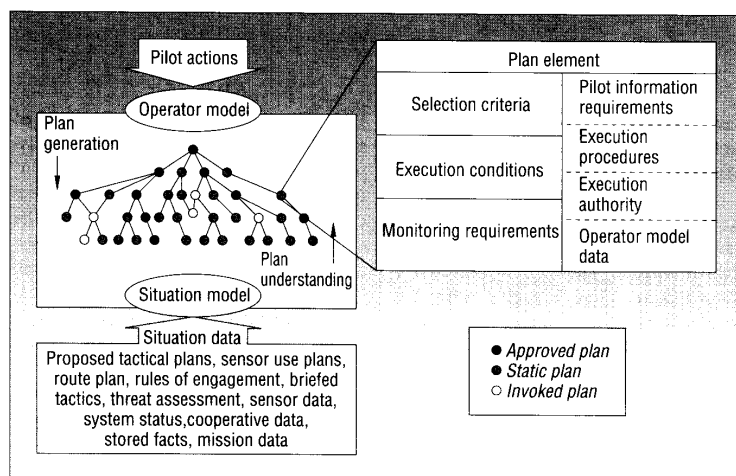 Pilot actions
Operator model
Plan
generation
Plan
understanding
Situation model
Situation data
Proposed tactical plans, sensor use plans,
route plan, rules of engagement, briefed
tactics, threat assessment, sensor data,
system status,cooperative data,
stored facts, mission data
Plan element
Selection criteria
Execution conditions
Monitoring requirements
Pilot information
requirements
Execution
procedures
Execution
authority
Operator model
data
Approved plan
Static plan
Invoked plan